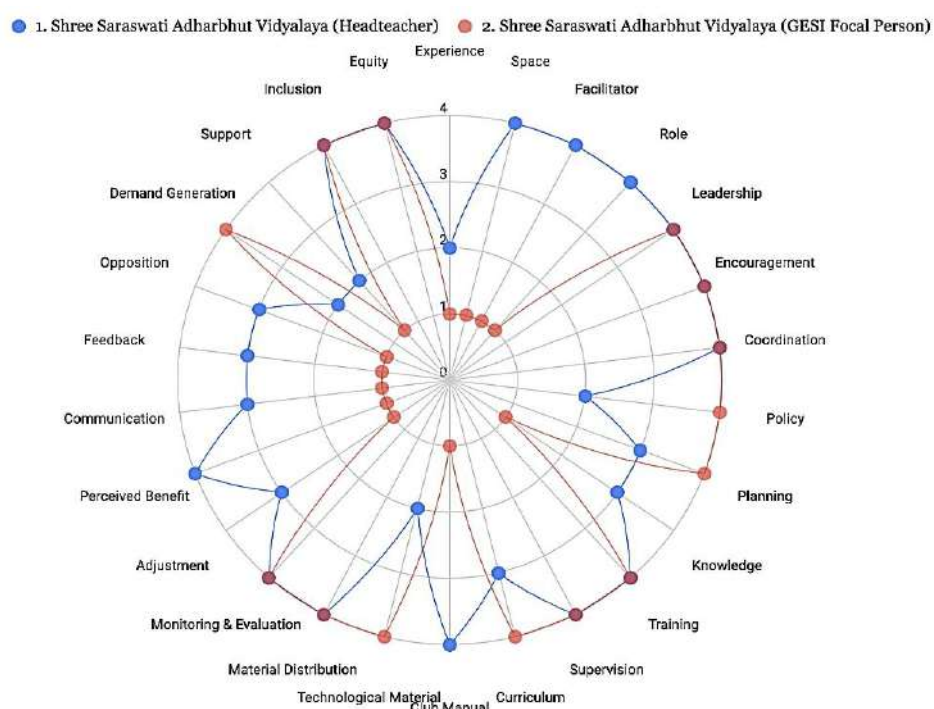 1. Shree Saraswati Adharbhut Vidyalaya (Headteacher) 2. Shree Saraswati Adharbhut Vidyalaya (GESI Focal Person)
Experience
Equity Space
Inclusion Facilitator
4
Support Role
3
Demand Generation Leadership
2
Opposition Encouragement
1
Feedback Coordination
0
Communication Policy
Perceived Benefit Planning
Adjustment Knowledge
Monitoring & Evaluation Training
Material Distribution Supervision
Technological Material Curriculum
Club Manual